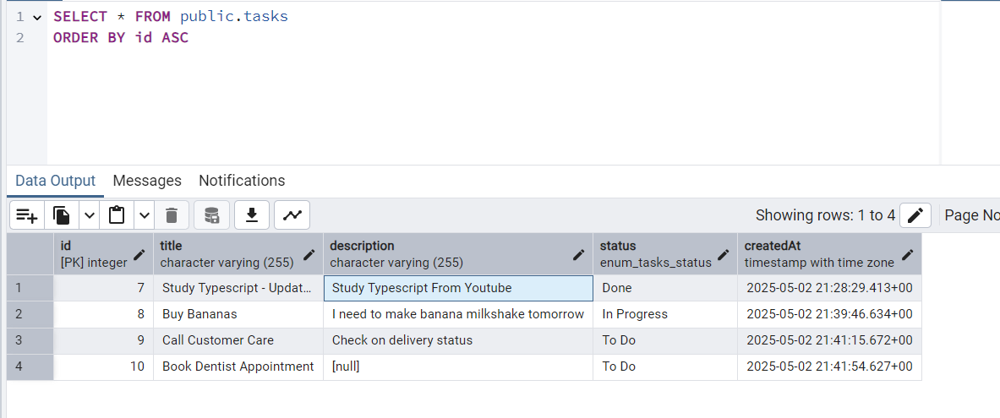 1 SELECT * FROM public.tasks
2 ORDER BY id ASC
Data Output Messages Notifications
Showing rows: 1 to 4 Page No
id title description status createdAt
[PK] integer character varying (255) character varying (255) enum_tasks_status timestamp with time zone
1 7 Study Typescript - Updat... Study Typescript From Youtube Done 2025-05-02 21:28:29.413+00
2 8 Buy Bananas I need to make banana milkshake tomorrow In Progress 2025-05-02 21:39:46.634+00
3 9 Call Customer Care Check on delivery status To Do 2025-05-02 21:41:15.672+00
4 10 Book Dentist Appointment [null] To Do 2025-05-02 21:41:54.627+00